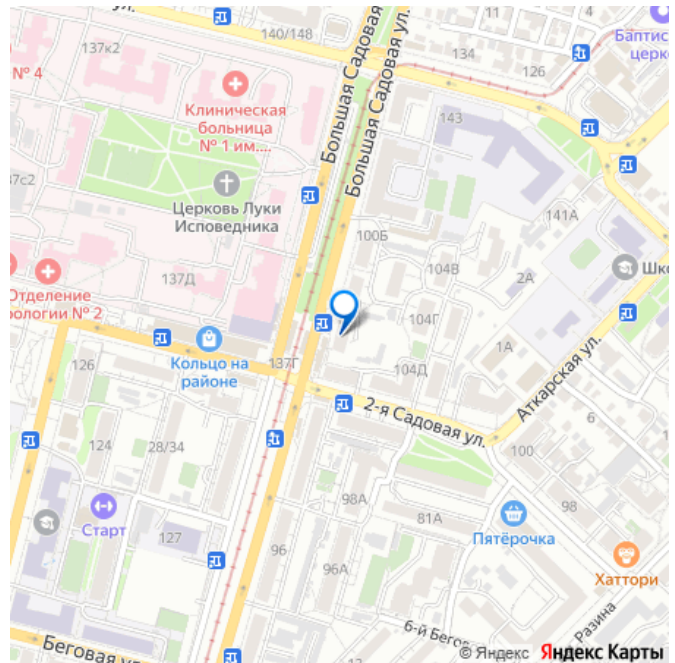 ул.
140/148
137к2
Большая Садовая
Большая Садовая ул.
134
126
Баптис
церко
№ 4
Клиническая
больница
№ 1 им....
143
37с2
Церковь Луки
Исповедника
100Б
141А
104В
2А
Шко
137Д
Отделение
рологии № 2
104Г
1А
Кольцо на
районе
137Г
104Д
Аткарская ул.
126
2-я Садовая ул.
6
124
28/34
100
98А
98
81А
Старт
127
Пятёрочка
96
96А
Хаттори
6-й Бегов
Разина
Беговая ул.
© Яндекс Яндекс Карты